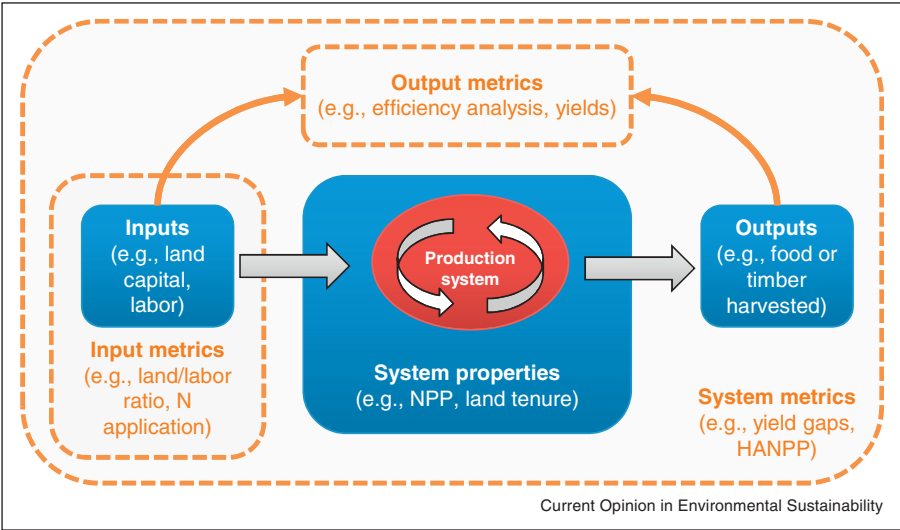 Output metrics
(e.g., efficiency analysis, yields)
Inputs
(e.g., land
capital,
labor)
Input metrics
(e.g., land/labor
ratio, N
application)
Production
system
System properties
(e.g., NPP, land tenure)
Outputs
(e.g., food or
timber
harvested)
System metrics
(e.g., yield gaps,
HANPP)
Current Opinion in Environmental Sustainability